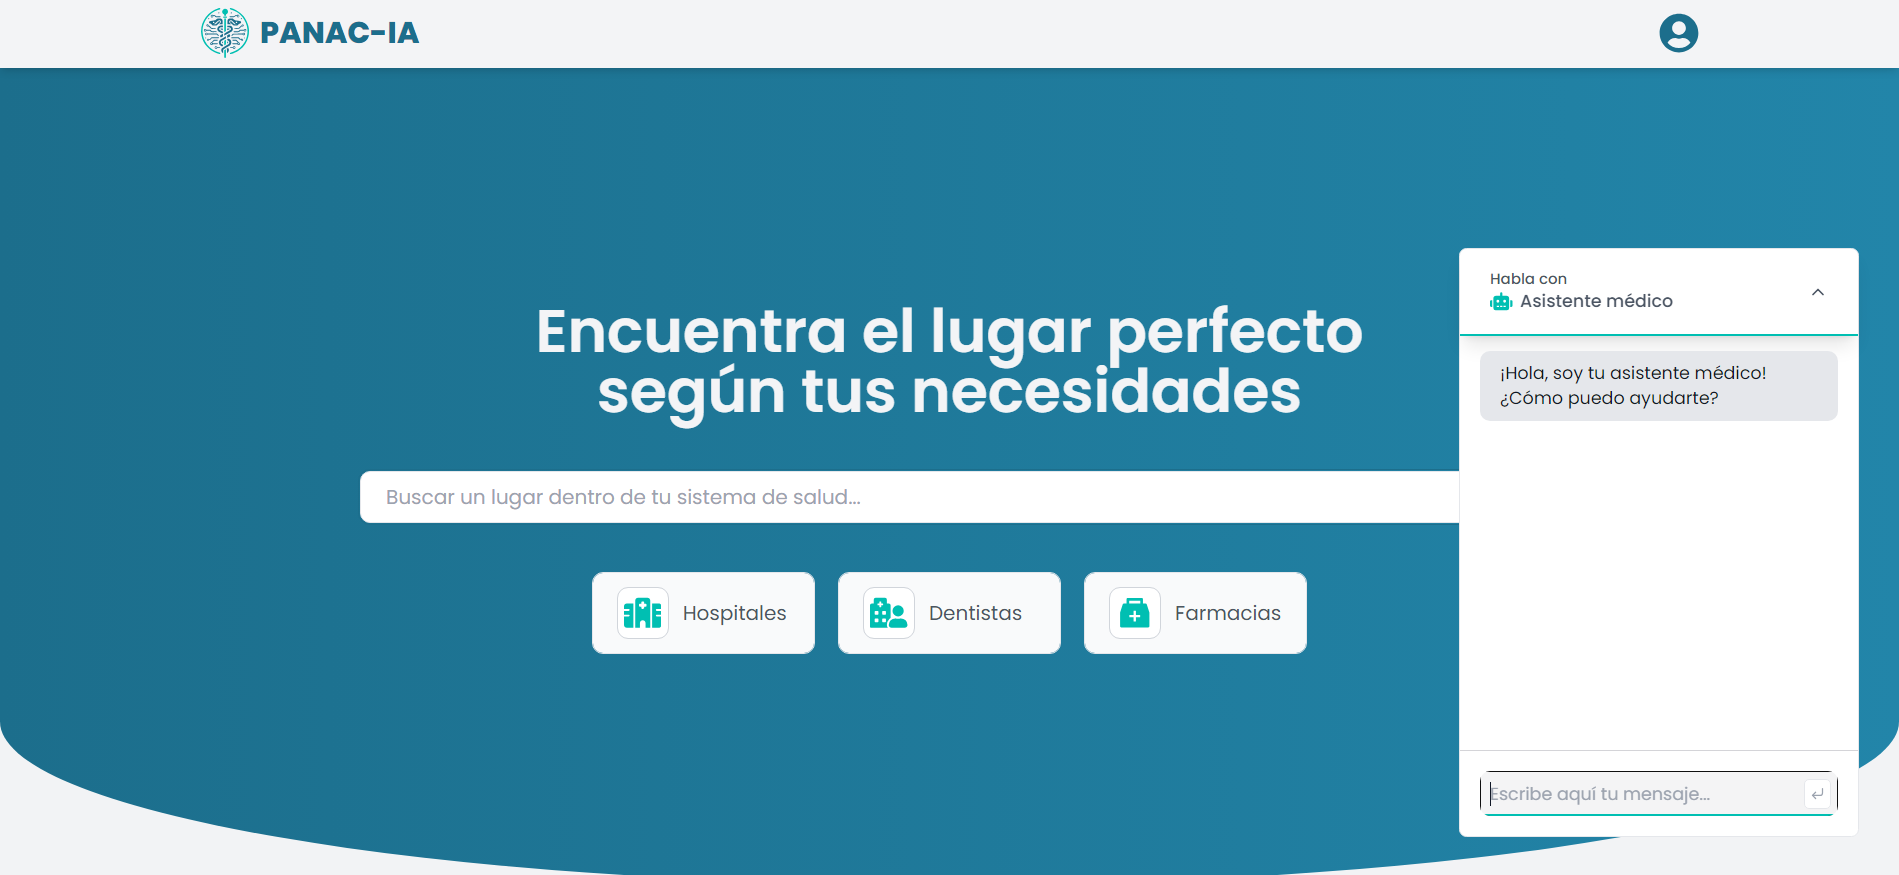 PANAC-IA
Encuentra el lugar perfecto
según tus necesidades
Buscar un lugar dentro de tu sistema de salud...
Hospitales
Dentistas
Farmacias
Habla con
Asistente médico
¡Hola, soy tu asistente médico!
¿Cómo puedo ayudarte?
Escribe aquí tu mensaje...